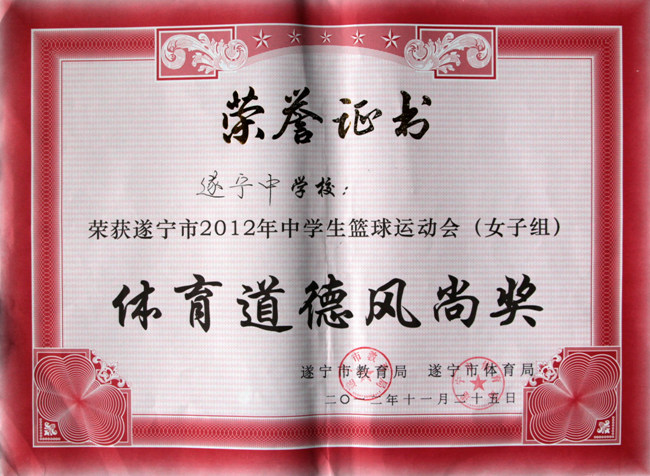 荣誉证书
遂宁中学校：
荣获遂宁市2012年中学生篮球运动会（女子组）
体育道德风尚奖
遂宁市教育局 遂宁市体育局
二〇一二年十一月二十五日